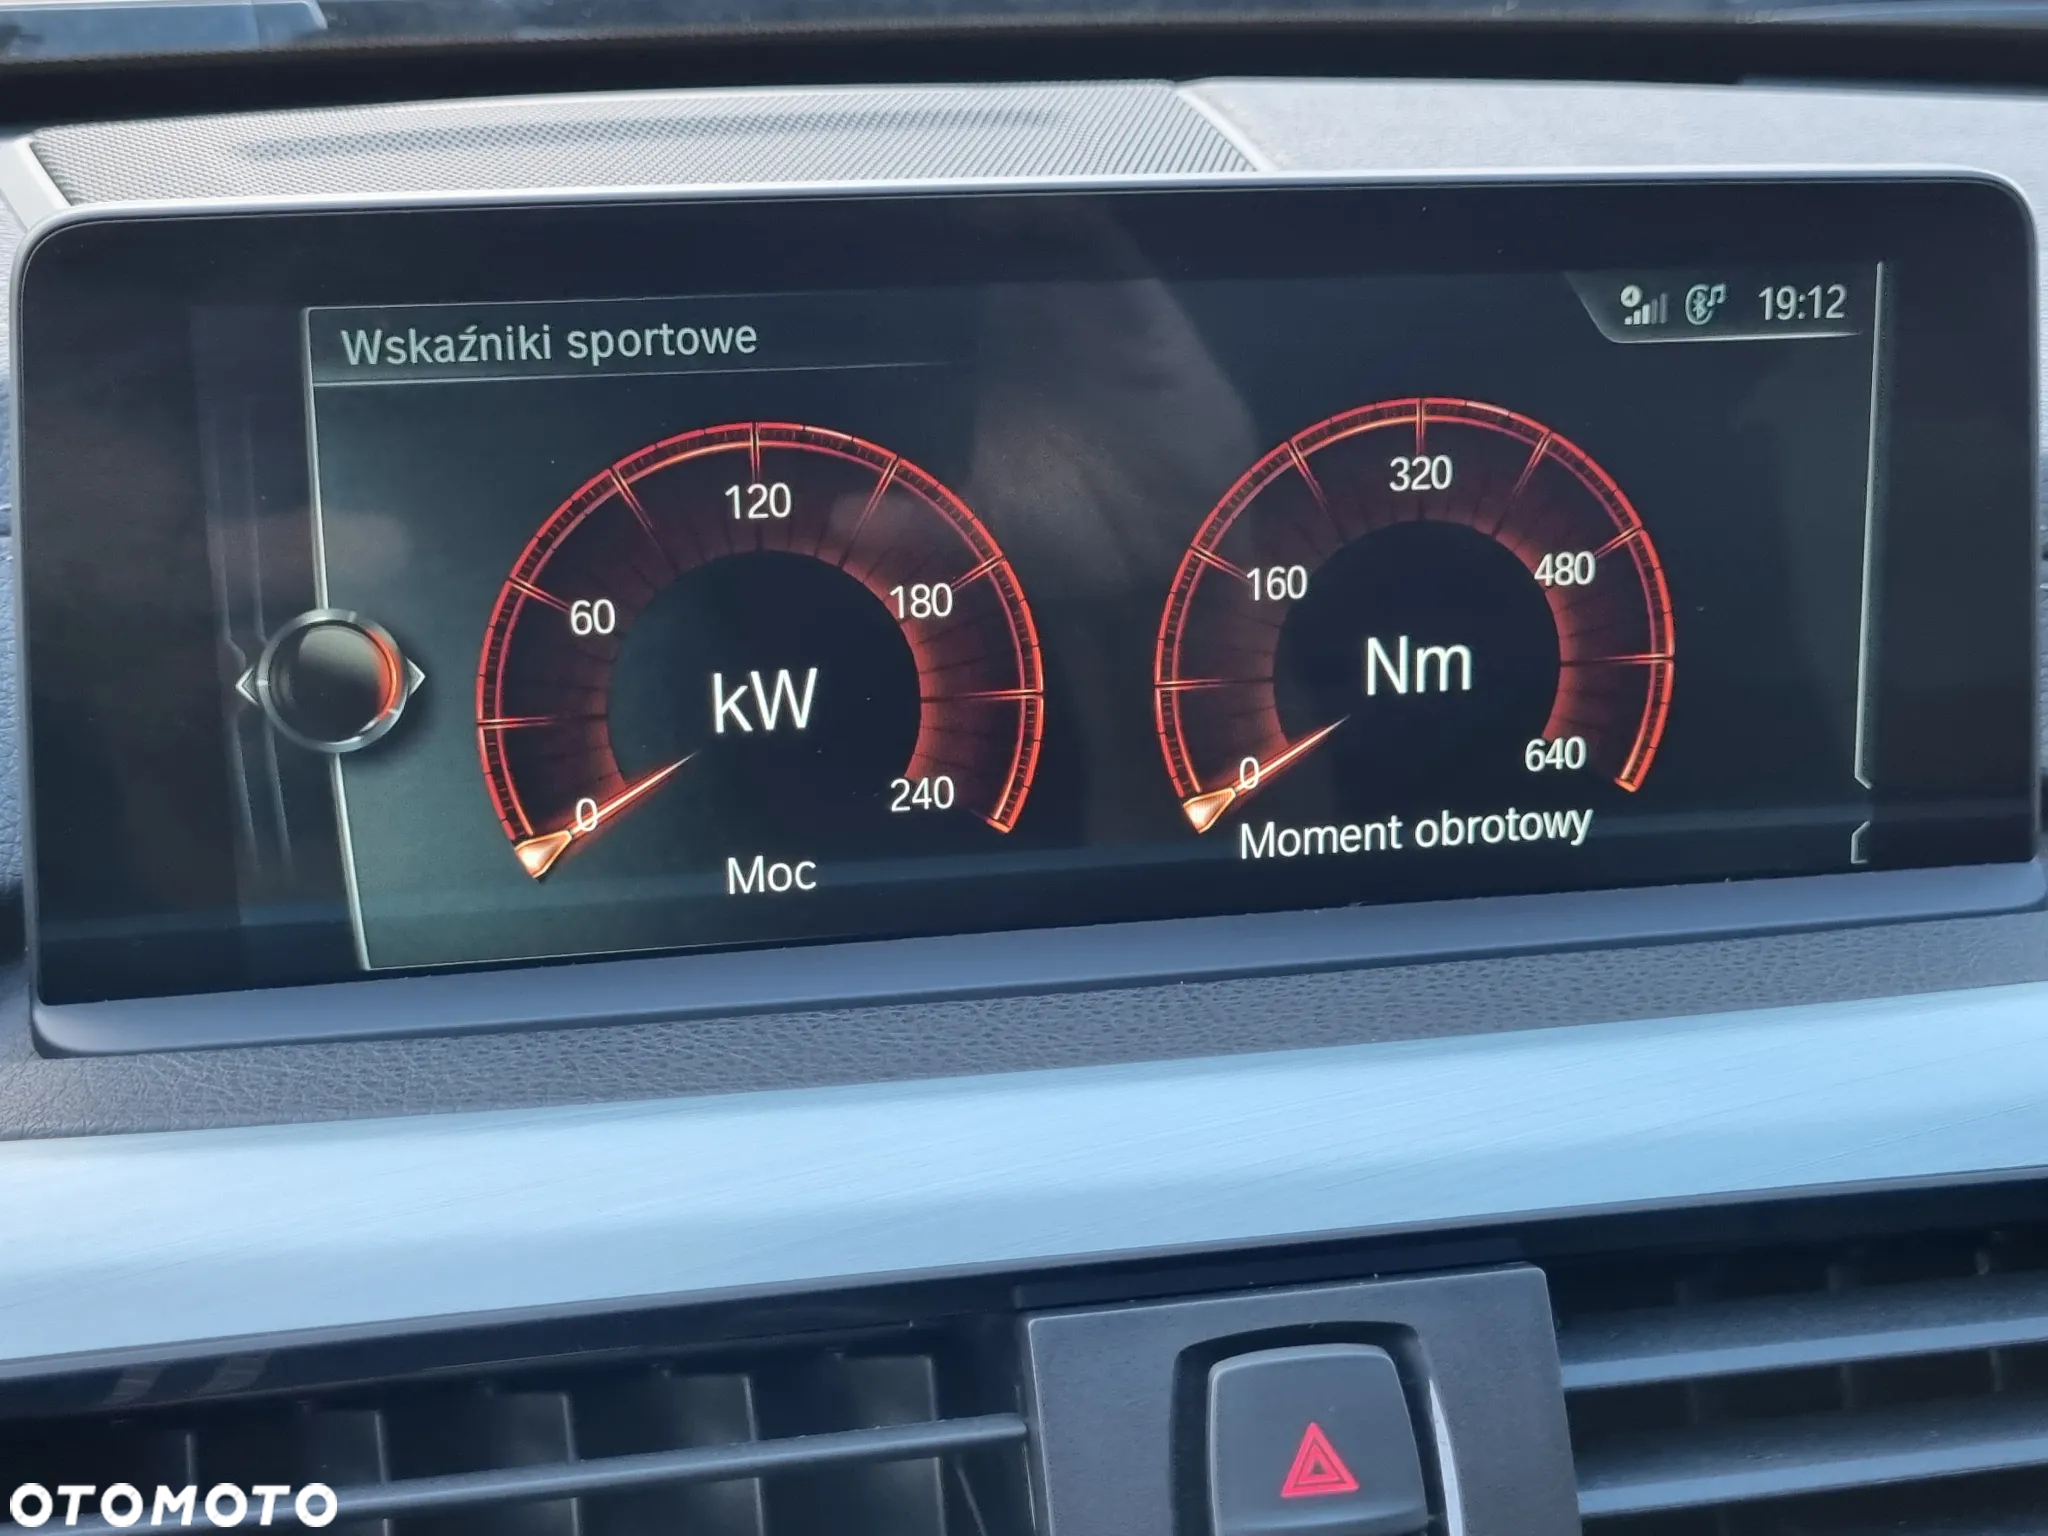 Wskaźniki sportowe
19:12
0
60
120
180
240
kW
Moc
0
160
320
480
640
Nm
Moment obrotowy
OTOMOTO